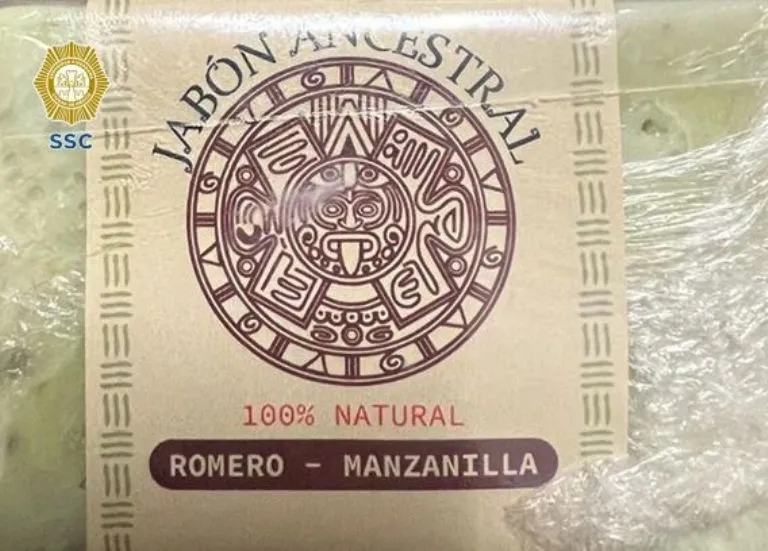 SSC
JABÓN ANCESTRAL
100% NATURAL
ROMERO – MANZANILLA